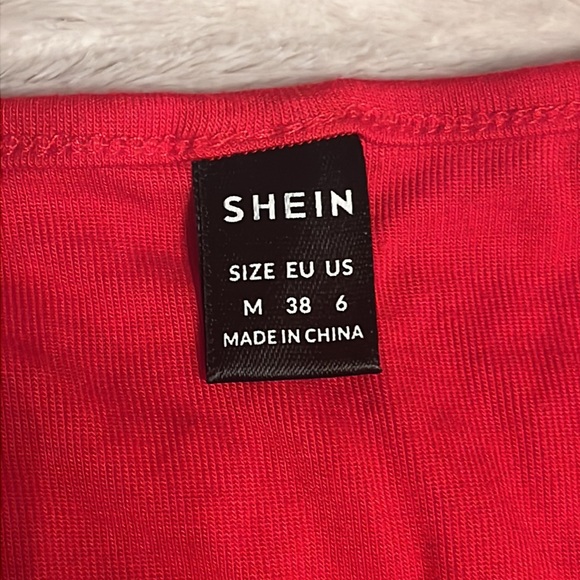 SHEIN
SIZE EU US
M 38 6
MADE IN CHINA